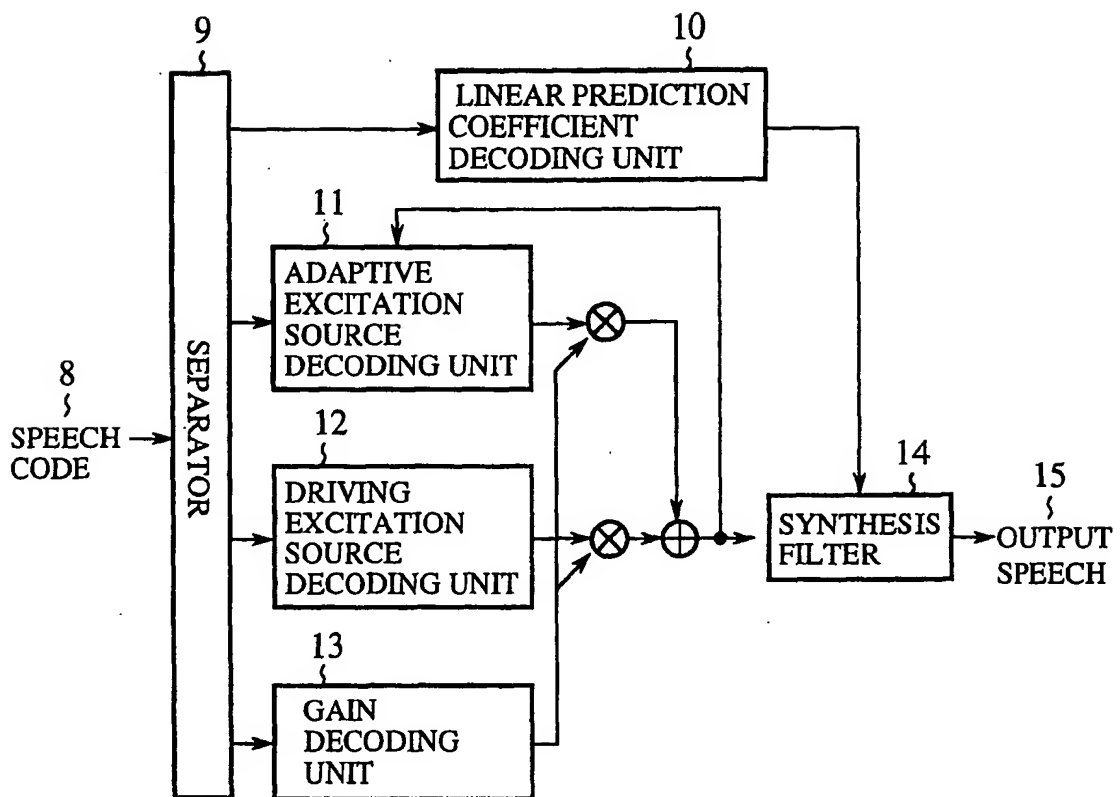 9
10
LINEAR PREDICTION
COEFFICIENT
DECODING UNIT
11
ADAPTIVE
EXCITATION
SOURCE
DECODING UNIT
SEPARATOR
8
SPEECH
CODE
12
DRIVING
EXCITATION
SOURCE
DECODING UNIT
14
SYNTHESIS
FILTER
15
OUTPUT
SPEECH
13
GAIN
DECODING
UNIT